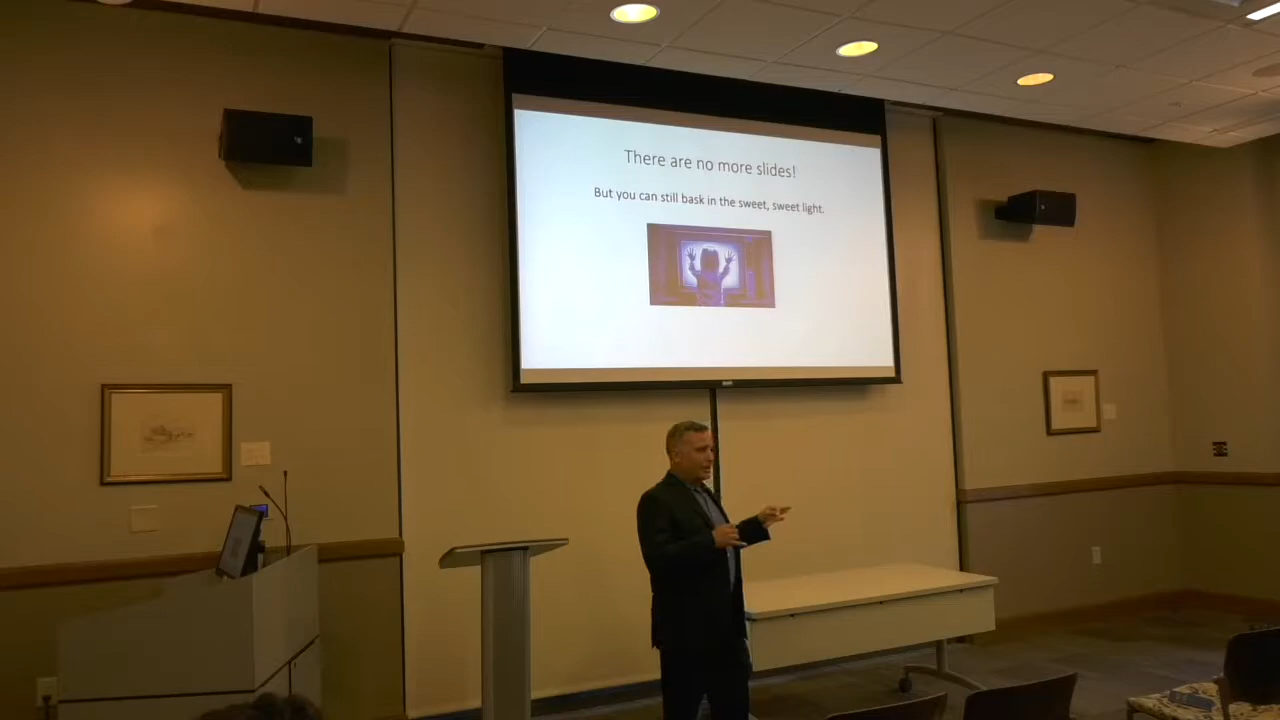 There are no more slides!
But you can still bask in the sweet, sweet light.